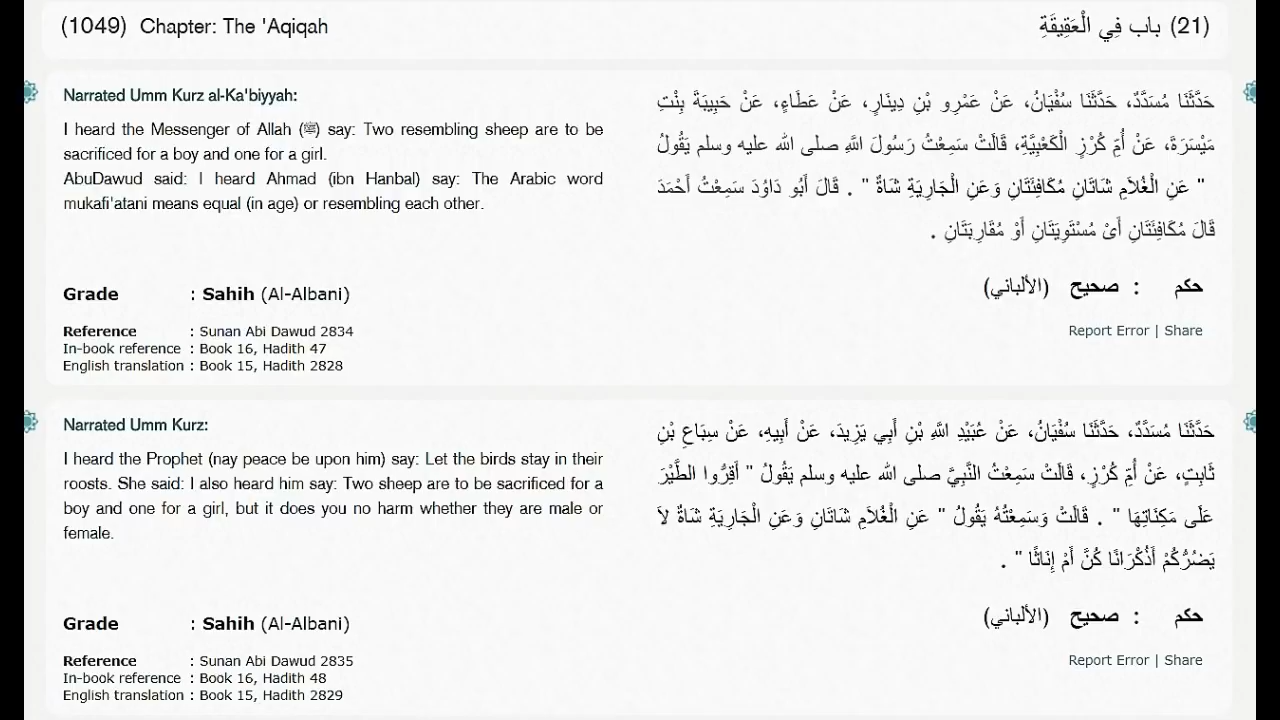 (1049) Chapter: The 'Aqiqah
(21) باب فِي الْعَقِيقَةِ
Narrated Umm Kurz al-Ka'biyyah:
I heard the Messenger of Allah (ﷺ) say: Two resembling sheep are to be
sacrificed for a boy and one for a girl.
AbuDawud said: I heard Ahmad (ibn Hanbal) say: The Arabic word
mukafi'atani means equal (in age) or resembling each other.
حَدَّثَنَا مُسَدَّدٌ، حَدَّثَنَا سُفْيَانُ، عَنْ عَمْرِو بْنِ دِينَارٍ، عَنْ عَطَاءٍ، عَنْ حَبِيبَةَ بِنْتِ
مَيْسَرَةَ، عَنْ أُمِّ كُرْزٍ الْكَعْبِيَّةِ، قَالَتْ سَمِعْتُ رَسُولَ اللَّهِ صلى الله عليه وسلم يَقُولُ
" عَنِ الْغُلاَمِ شَاتَانِ مُكَافِئَتَانِ وَعَنِ الْجَارِيَةِ شَاةٌ " . قَالَ أَبُو دَاوُدَ سَمِعْتُ أَحْمَدَ
قَالَ مُكَافِئَتَانِ أَىْ مُسْتَوِيَتَانِ أَوْ مُقَارِبَتَانِ .
Grade : Sahih (Al-Albani)
حكم : صحيح (الألباني)
Reference : Sunan Abi Dawud 2834
In-book reference : Book 16, Hadith 47
English translation : Book 15, Hadith 2828
Report Error | Share
Narrated Umm Kurz:
I heard the Prophet (nay peace be upon him) say: Let the birds stay in their
roosts. She said: I also heard him say: Two sheep are to be sacrificed for a
boy and one for a girl, but it does you no harm whether they are male or
female.
حَدَّثَنَا مُسَدَّدٌ، حَدَّثَنَا سُفْيَانُ، عَنْ عُبَيْدِ اللَّهِ بْنِ أَبِي يَزِيدَ، عَنْ أَبِيهِ، عَنْ سِبَاعِ بْنِ
ثَابِتٍ، عَنْ أُمِّ كُرْزٍ، قَالَتْ سَمِعْتُ النَّبِيَّ صلى الله عليه وسلم يَقُولُ " أَقِرُّوا الطَّيْرَ
عَلَى مَكِنَاتِهَا " . قَالَتْ وَسَمِعْتُهُ يَقُولُ " عَنِ الْغُلاَمِ شَاتَانِ وَعَنِ الْجَارِيَةِ شَاةٌ لاَ
يَضُرُّكُمْ أَذُكْرَانًا كُنَّ أَمْ إِنَاثًا " .
Grade : Sahih (Al-Albani)
حكم : صحيح (الألباني)
Reference : Sunan Abi Dawud 2835
In-book reference : Book 16, Hadith 48
English translation : Book 15, Hadith 2829
Report Error | Share